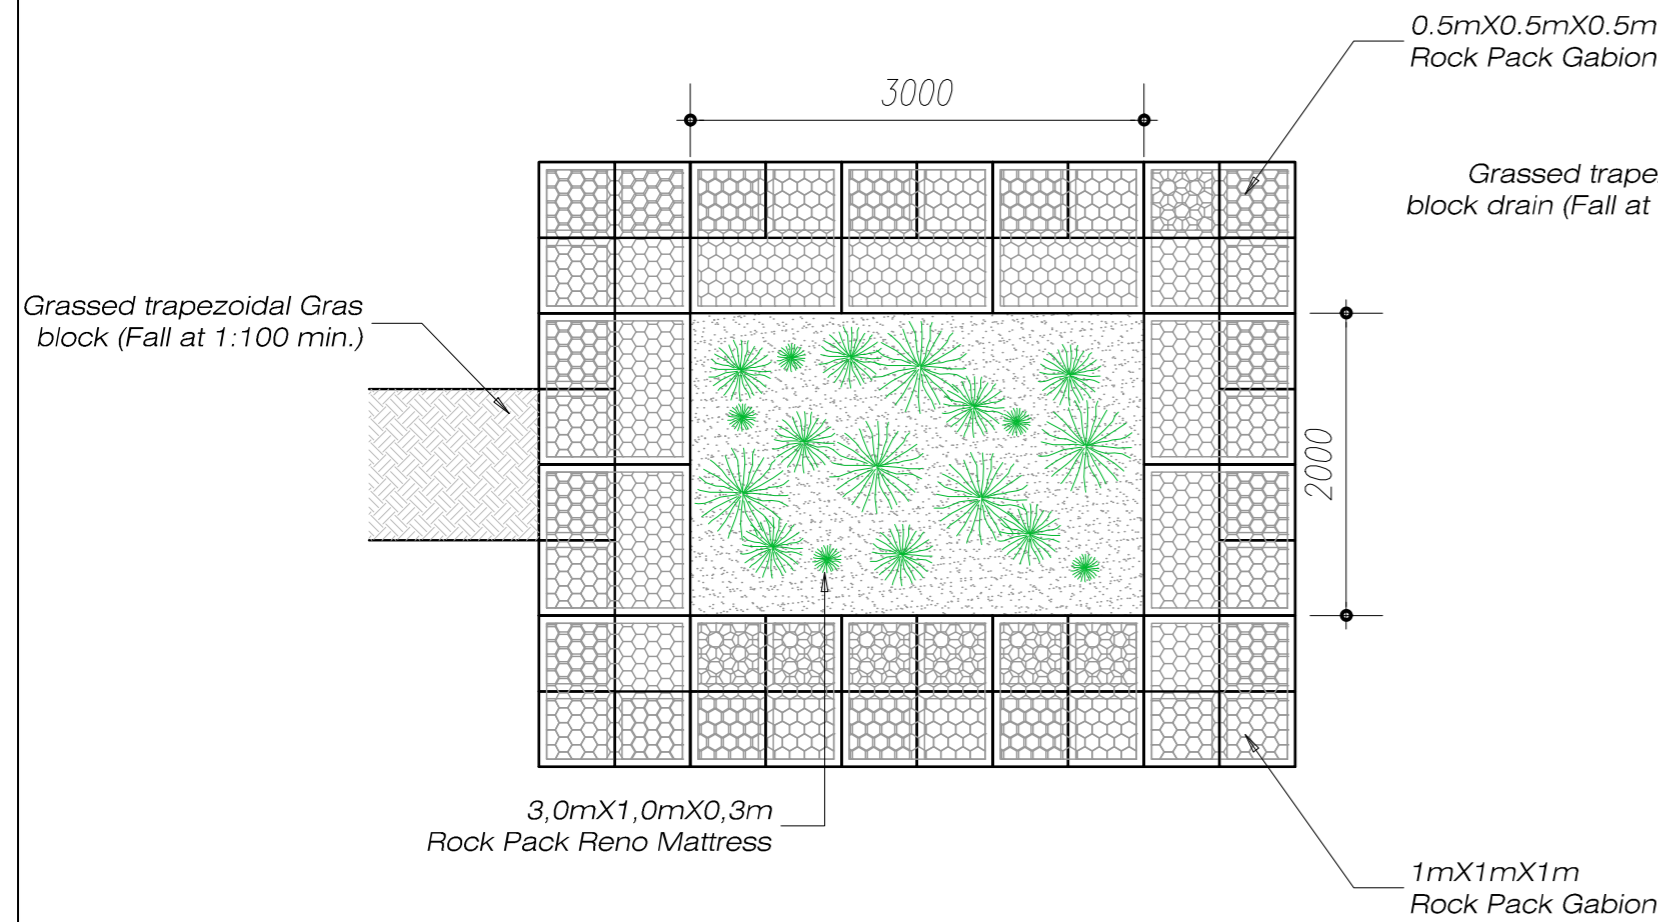 0.5mX0.5mX0.5m
Rock Pack Gabion
3000
Grassed trape
block drain (Fall at
Grassed trapezoidal Gras
block (Fall at 1:100 min.)
2000
3,0mX1,0mX0,3m
Rock Pack Reno Mattress
1mX1mX1m
Rock Pack Gabion